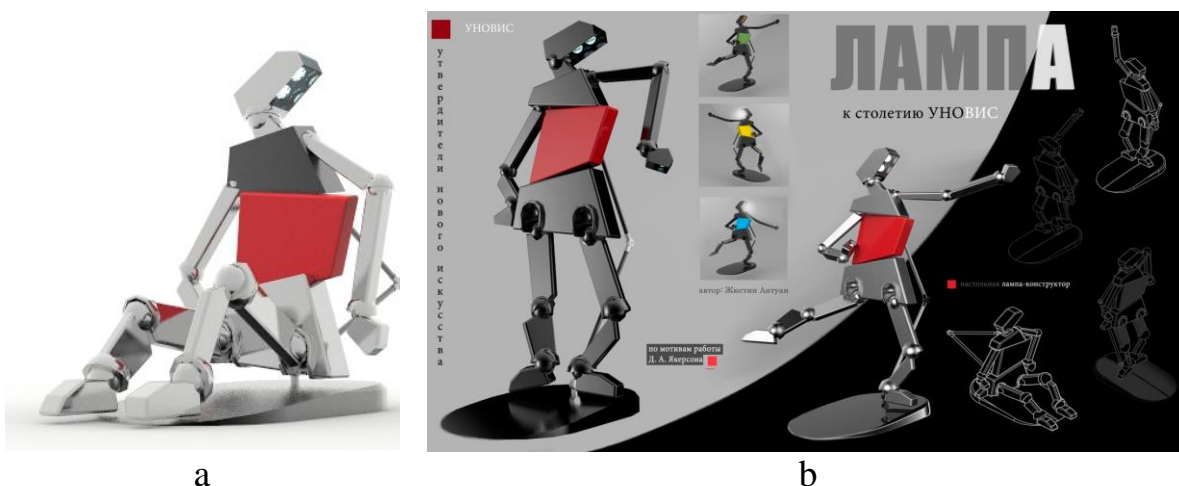 УНОВИС
утвердители нового искусства
ЛАМПА
к столетию УНОВИС
автор: Жюстин Антуан
настольная лампа-конструктор
по мотивам работы
Д. А. Якерсона
a
b